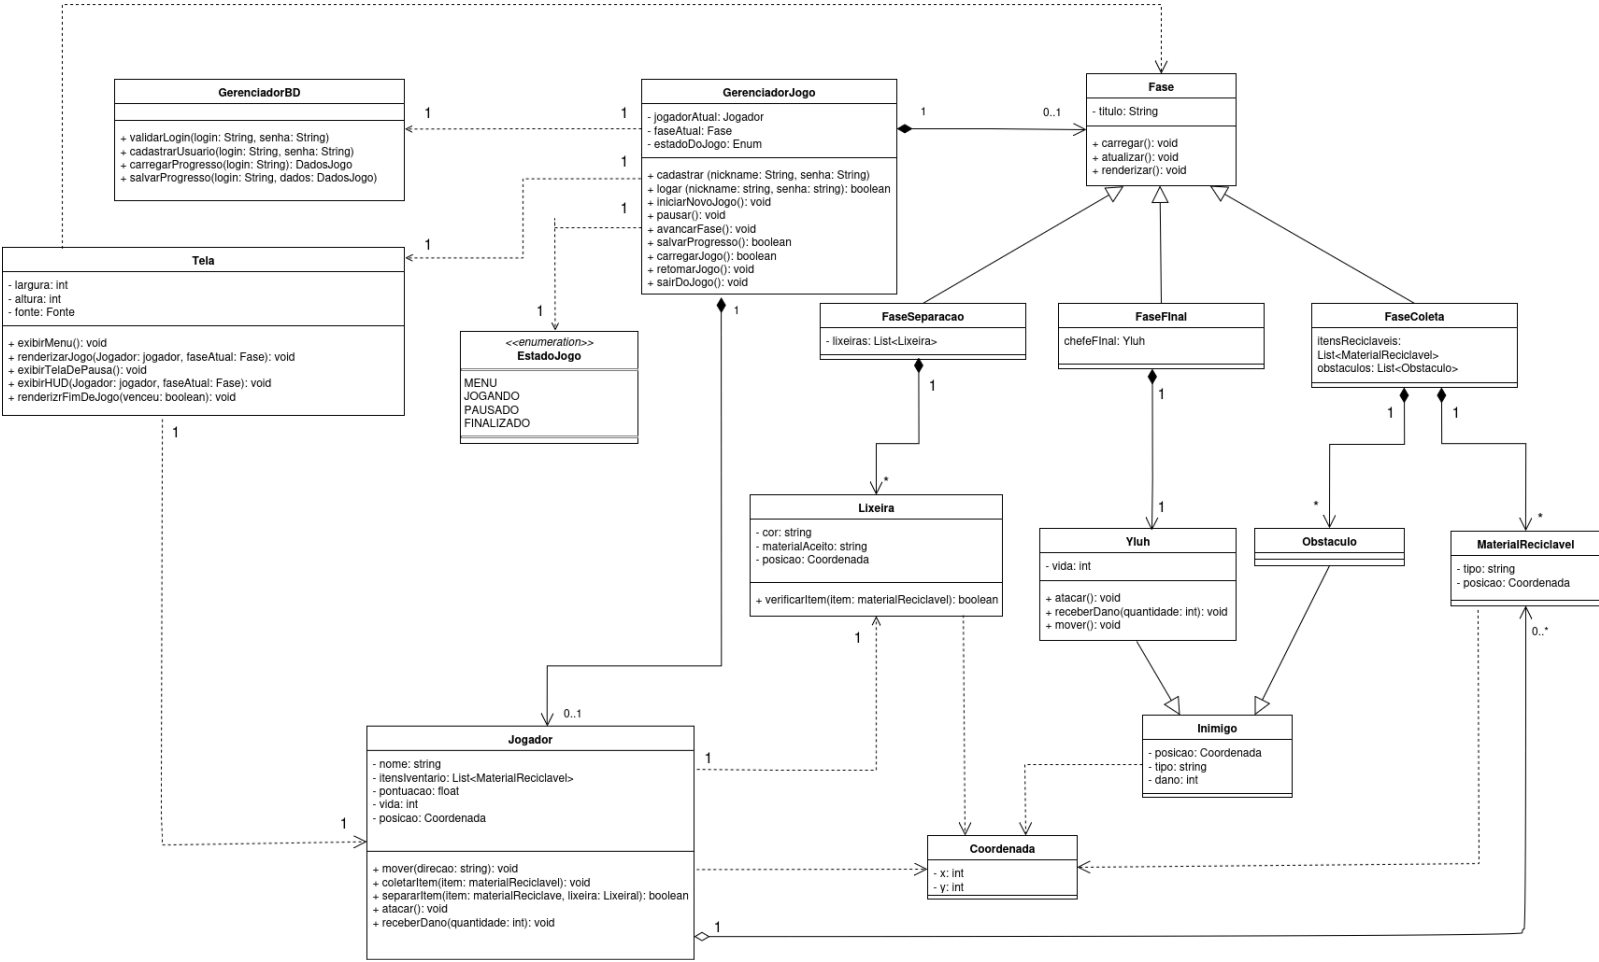 GerenciadorBD
+ validarLogin(login: String, senha: String)
+ cadastrarUsuario(login: String, senha: String)
+ carregarProgresso(login: String): DadosJogo
+ salvarProgresso(login: String, dados: DadosJogo)
1
1
GerenciadorJogo
- jogadorAtual: Jogador
- faseAtual: Fase
- estadoDoJogo: Enum
+ cadastrar (nickname: String, senha: String)
+ logar (nickname: string, senha: string): boolean
+ iniciarNovoJogo(): void
+ pausar(): void
+ avancarFase(): void
+ salvarProgresso(): boolean
+ carregarJogo(): boolean
+ retomarJogo(): void
+ sairDoJogo(): void
1
0..1
Fase
- titulo: String
+ carregar(): void
+ atualizar(): void
+ renderizar(): void
1
1
1
1
1
Tela
- largura: int
- altura: int
- fonte: Fonte
+ exibirMenu(): void
+ renderizarJogo(Jogador: jogador, faseAtual: Fase): void
+ exibirTelaDePausa(): void
+ exibirHUD(Jogador: jogador, faseAtual: Fase): void
+ renderizrFimDeJogo(venceu: boolean): void
1
<<enumeration>>
EstadoJogo
MENU
JOGANDO
PAUSADO
FINALIZADO
FaseSeparacao
- lixeiras: List<Lixeira>
1
FaseFInal
chefeFInal: Yluh
1
FaseColeta
itensReciclaveis:
List<MaterialReciclavel>
obstaculos: List<Obstaculo>
1
1
*
1
*
*
Lixeira
- cor: string
- materialAceito: string
- posicao: Coordenada
+ verificarItem(item: materialReciclavel): boolean
1
Yluh
- vida: int
+ atacar(): void
+ receberDano(quantidade: int): void
+ mover(): void
Obstaculo
MaterialReciclavel
- tipo: string
- posicao: Coordenada
0..*
0..1
Jogador
- nome: string
- itensIventario: List<MaterialReciclavel>
- pontuacao: float
- vida: int
- posicao: Coordenada
+ mover(direcao: string): void
+ coletarItem(item: materialReciclavel): void
+ separarItem(item: materialReciclave, lixeira: Lixeiral): boolean
+ atacar(): void
+ receberDano(quantidade: int): void
1
1
1
Inimigo
- posicao: Coordenada
- tipo: string
- dano: int
Coordenada
- x: int
- y: int